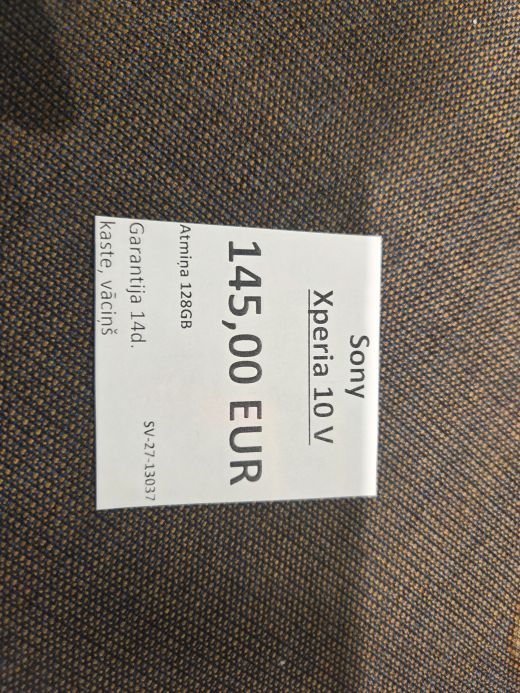 Sony
Xperia 10 V
145,00 EUR
Atmiņa 128GB
SV-27-13037
Garantija 14d.
kaste, vāciņš